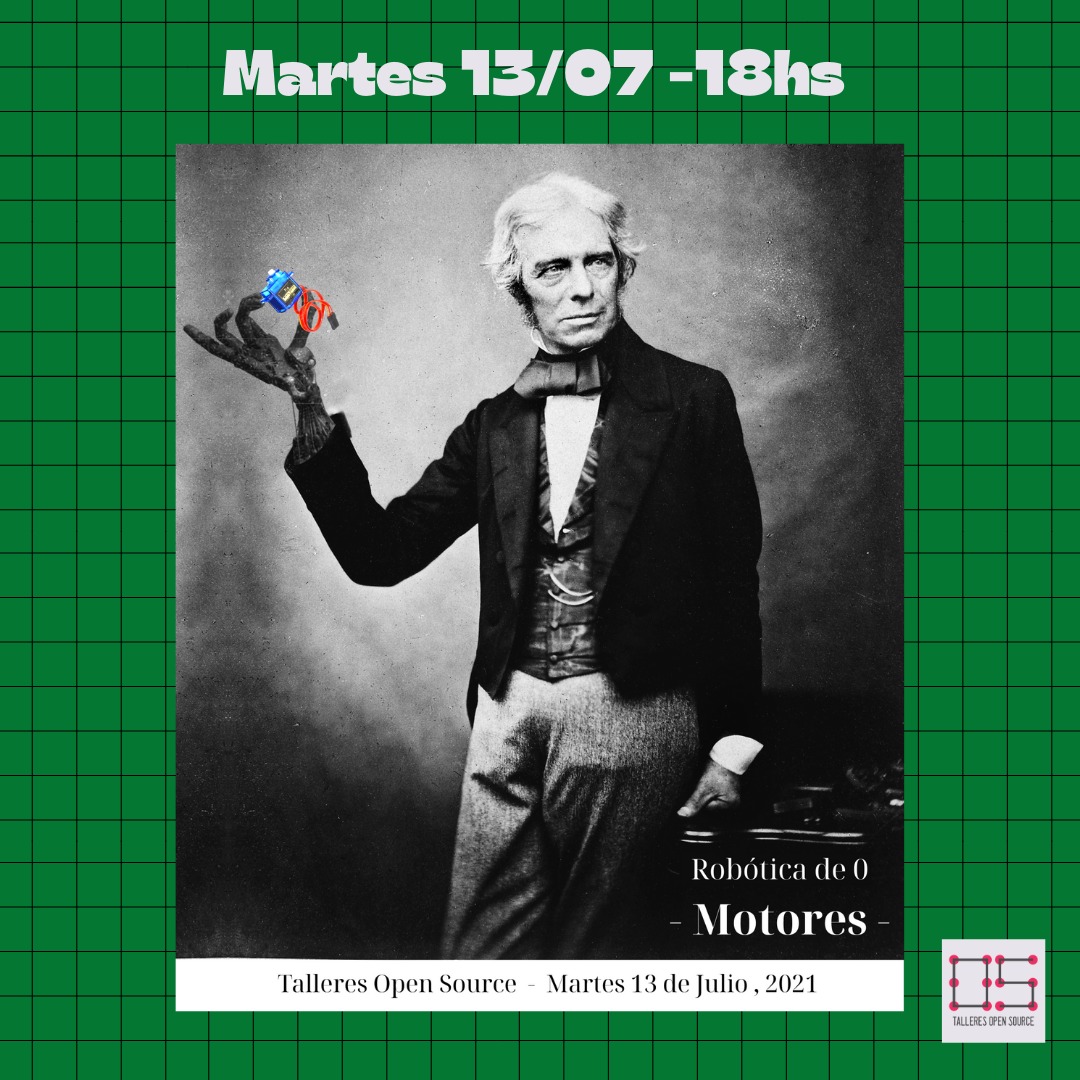 Martes 13/07 -18hs
Robótica de 0
- Motores -
Talleres Open Source - Martes 13 de Julio , 2021
OS
TALLERES OPEN SOURCE